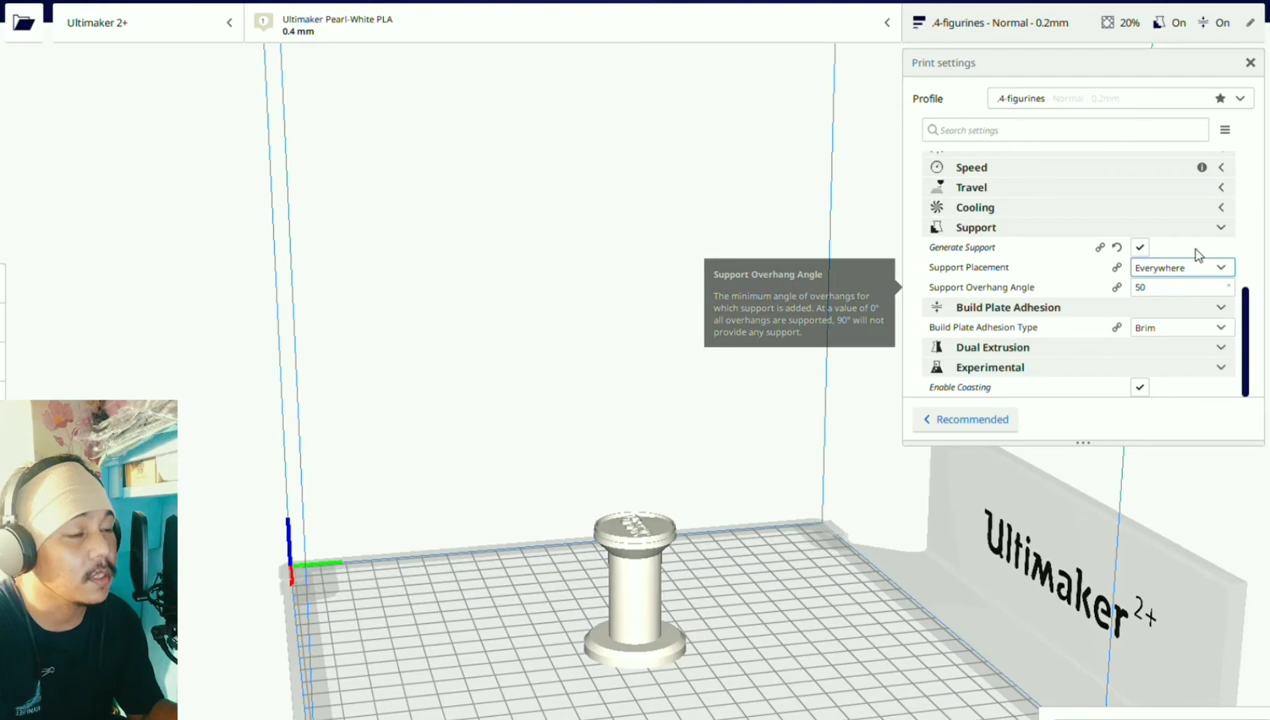 Ultimaker 2+
1
Ultimaker Pearl-White PLA
0.4 mm
.4-figurines - Normal - 0.2mm
20%
On
On
Print settings
Profile
.4-figurines Normal - 0.2mm
Search settings
Speed
Travel
Cooling
Support
Generate Support
Support Placement
Everywhere
Support Overhang Angle
50 °
Build Plate Adhesion
Build Plate Adhesion Type
Brim
Dual Extrusion
Experimental
Enable Coasting
Recommended
Support Overhang Angle
The minimum angle of overhangs for
which support is added. At a value of 0°
all overhangs are supported, 90° will not
provide any support.
Ultimaker 2+